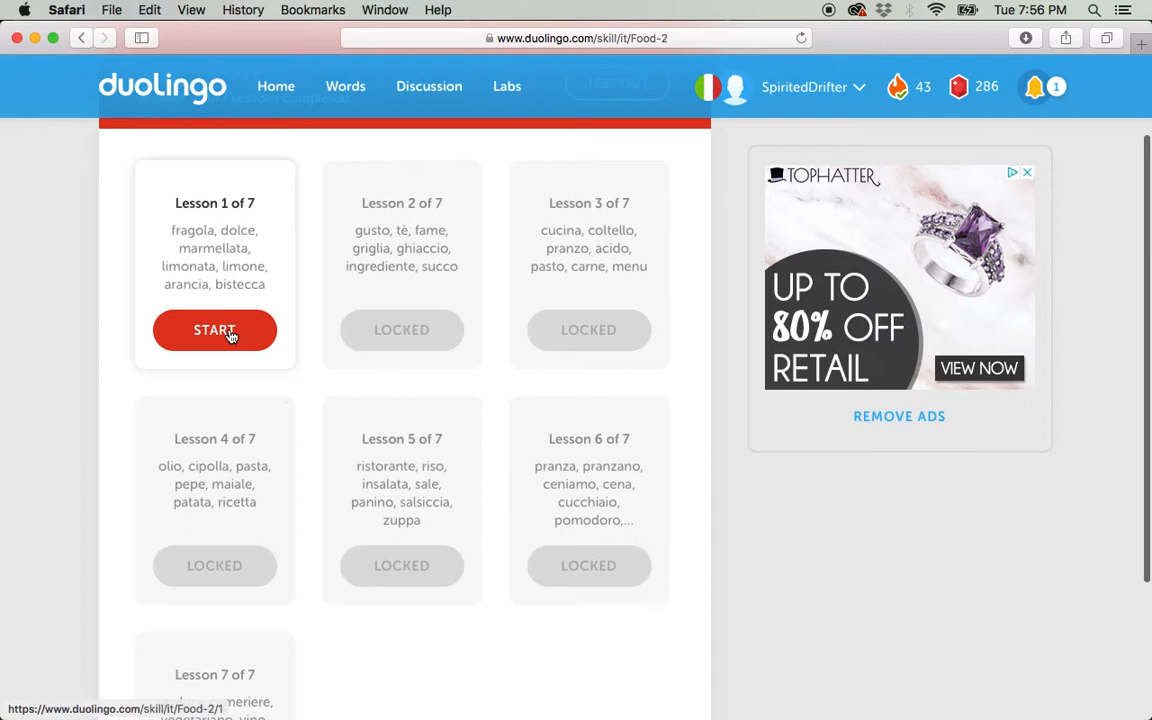 Safari File Edit View History Bookmarks Window Help Tue 7:56 PM
www.duolingo.com/skill/it/Food-2
duolingo Home Words Discussion Labs SpiritedDrifter 43 286 1
TEST OUT
Lesson 1 of 7
fragola, dolce,
marmellata,
limonata, limone,
arancia, bistecca
START
Lesson 2 of 7
gusto, tè, fame,
griglia, ghiaccio,
ingrediente, succo
LOCKED
Lesson 3 of 7
cucina, coltello,
pranzo, acido,
pasto, carne, menu
LOCKED
Lesson 4 of 7
olio, cipolla, pasta,
pepe, maiale,
patata, ricetta
LOCKED
Lesson 5 of 7
ristorante, riso,
insalata, sale,
panino, salsiccia,
zuppa
LOCKED
Lesson 6 of 7
pranza, pranzano,
ceniamo, cena,
cucchiaio,
pomodoro,...
LOCKED
Lesson 7 of 7
vegetariano, vino
TOPHATTER
UP TO
80% OFF
RETAIL
VIEW NOW
REMOVE ADS
https://www.duolingo.com/skill/it/Food-2/1